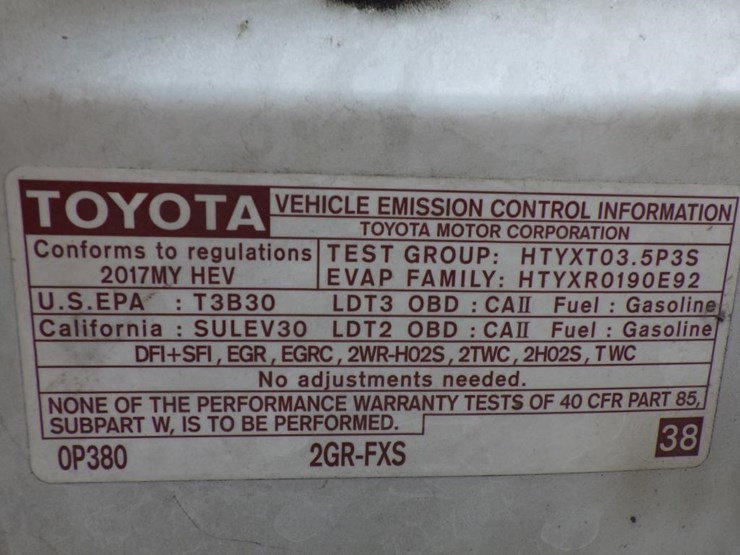 TOYOTA VEHICLE EMISSION CONTROL INFORMATION
TOYOTA MOTOR CORPORATION
Conforms to regulations TEST GROUP: HTYXT03.5P3S
2017MY HEV EVAP FAMILY: HTYXR0190E92
U.S.EPA : T3B30 LDT3 OBD : CAII Fuel : Gasoline
California : SULEV30 LDT2 OBD : CAII Fuel : Gasoline
DFI+SFI, EGR, EGRC, 2WR-HO2S, 2TWC, 2HO2S, TWC
No adjustments needed.
NONE OF THE PERFORMANCE WARRANTY TESTS OF 40 CFR PART 85,
SUBPART W, IS TO BE PERFORMED.
0P380 2GR-FXS 38